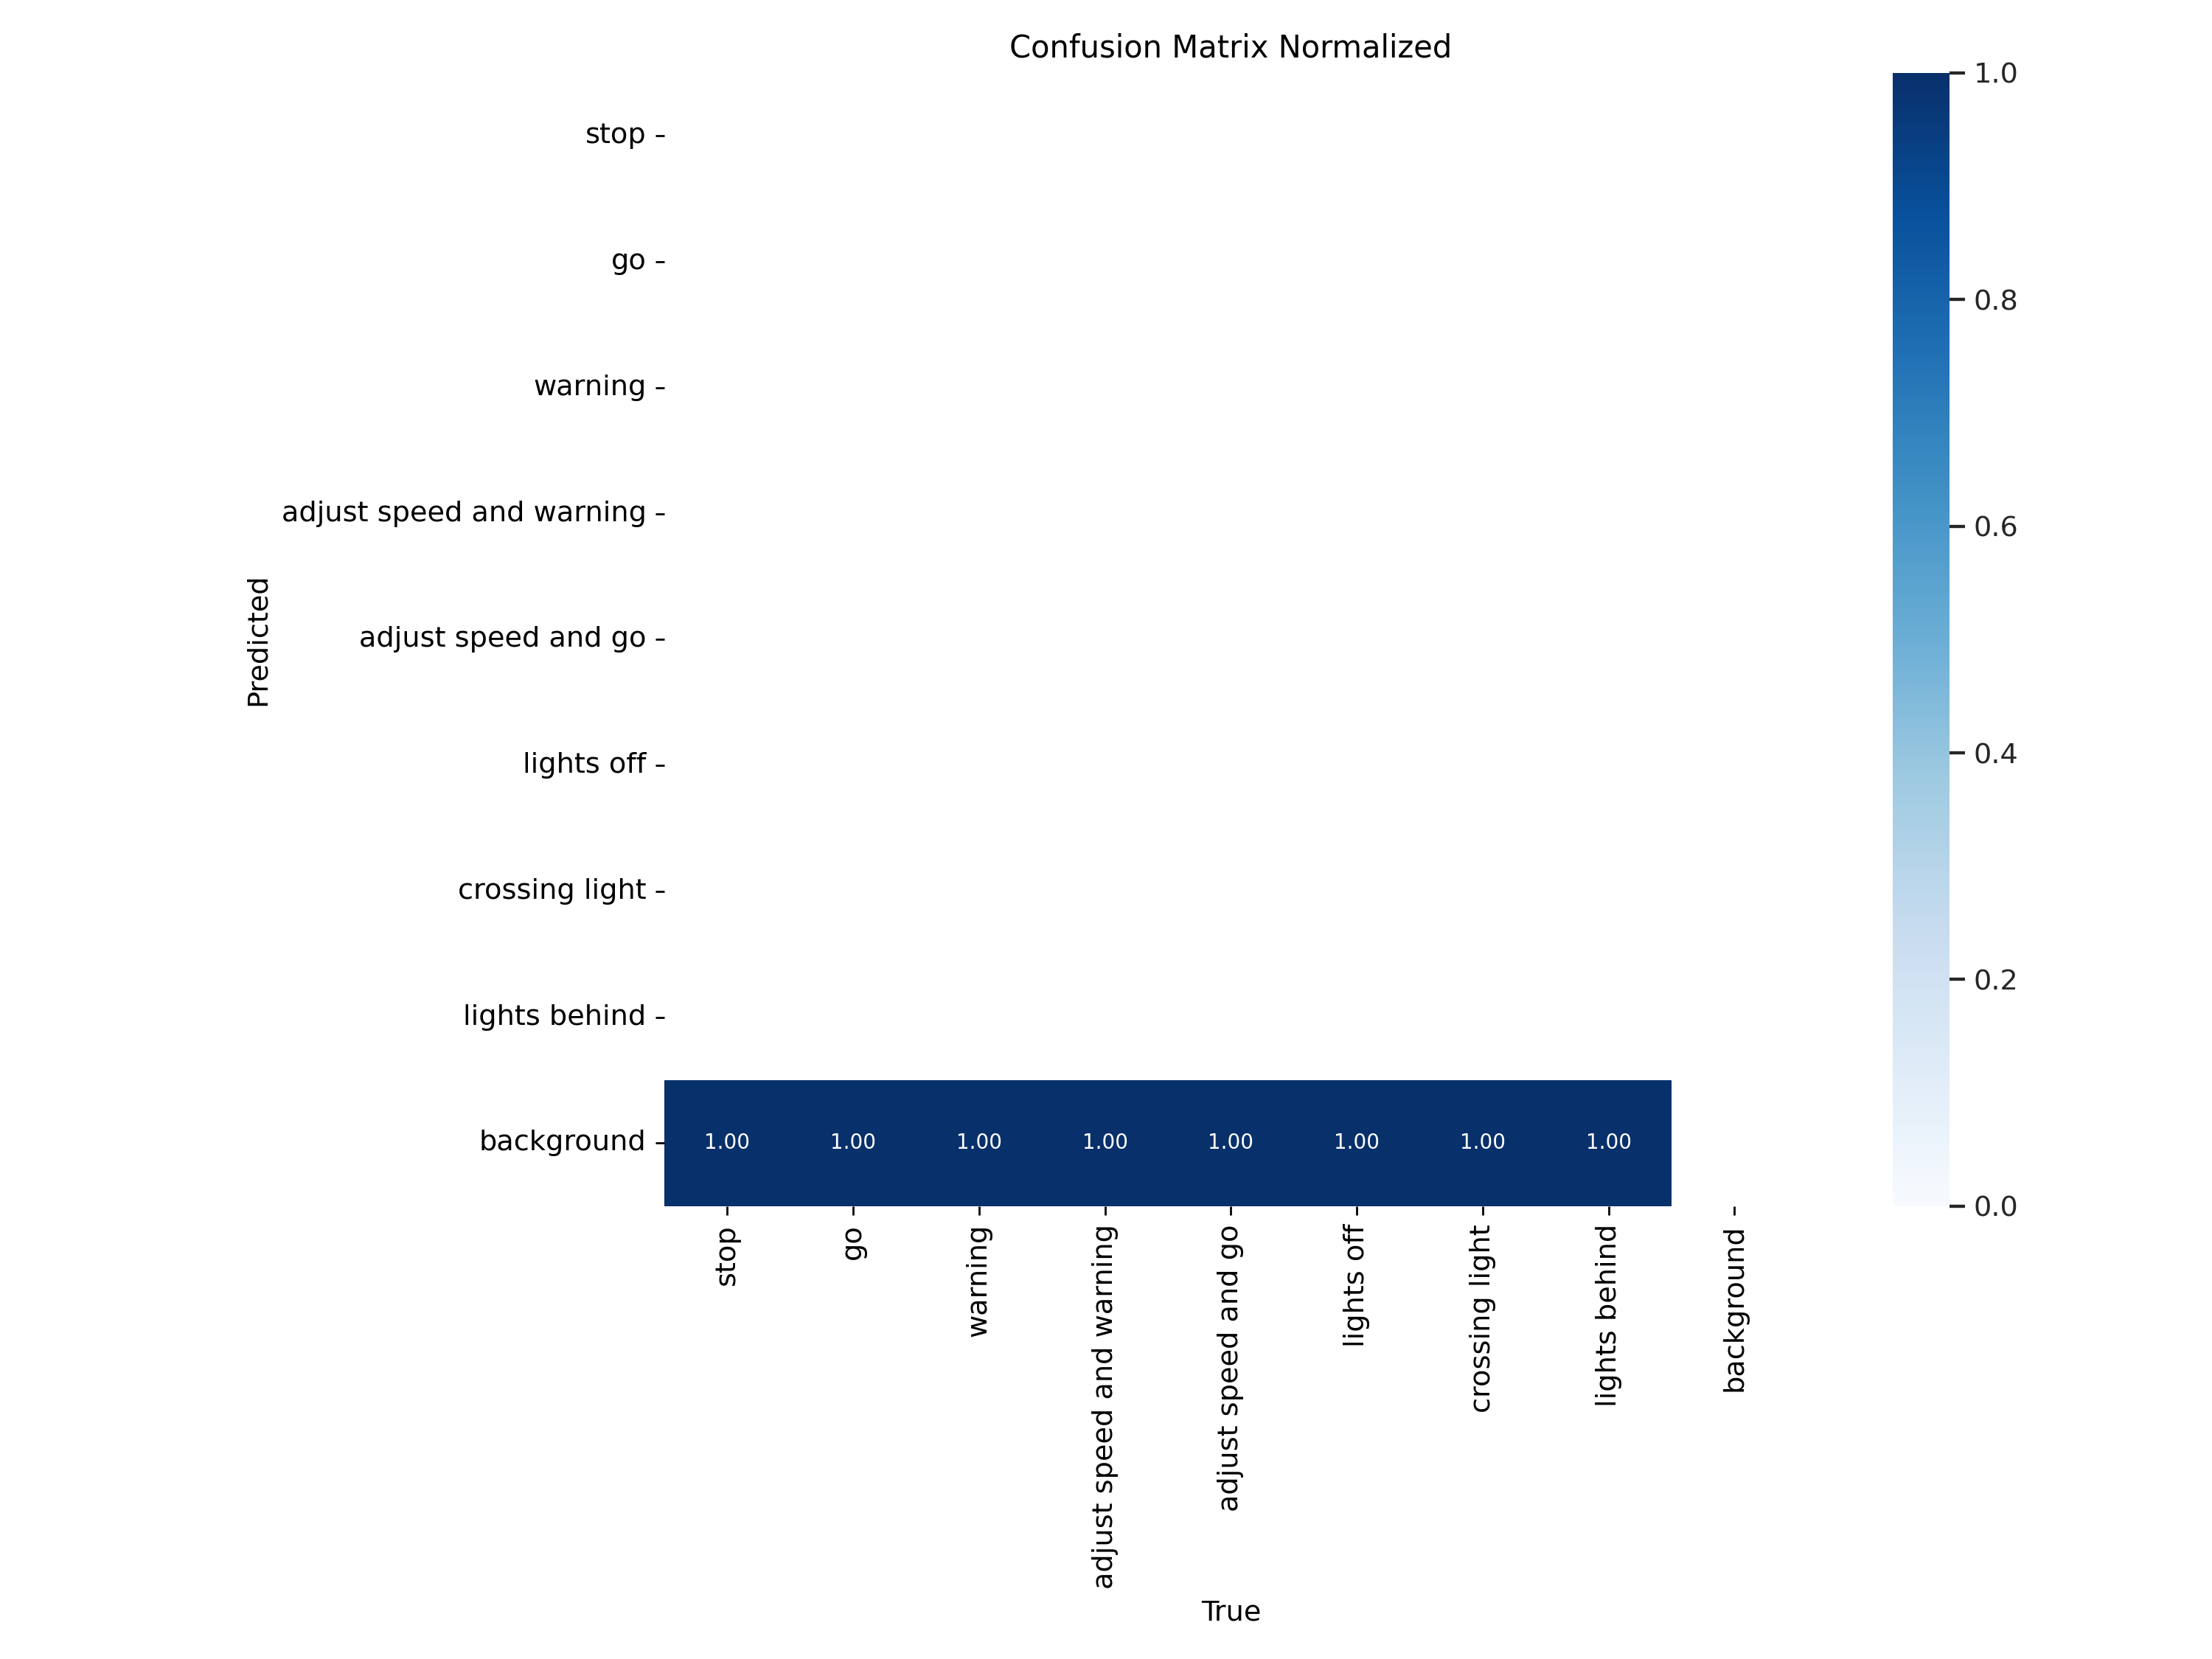 Confusion Matrix Normalized
stop
go
warning
adjust speed and warning
adjust speed and go
lights off
crossing light
lights behind
background
Predicted
1.00 1.00 1.00 1.00 1.00 1.00 1.00 1.00
stop
go
warning
adjust speed and warning
adjust speed and go
lights off
crossing light
lights behind
background
True
1.0
0.8
0.6
0.4
0.2
0.0